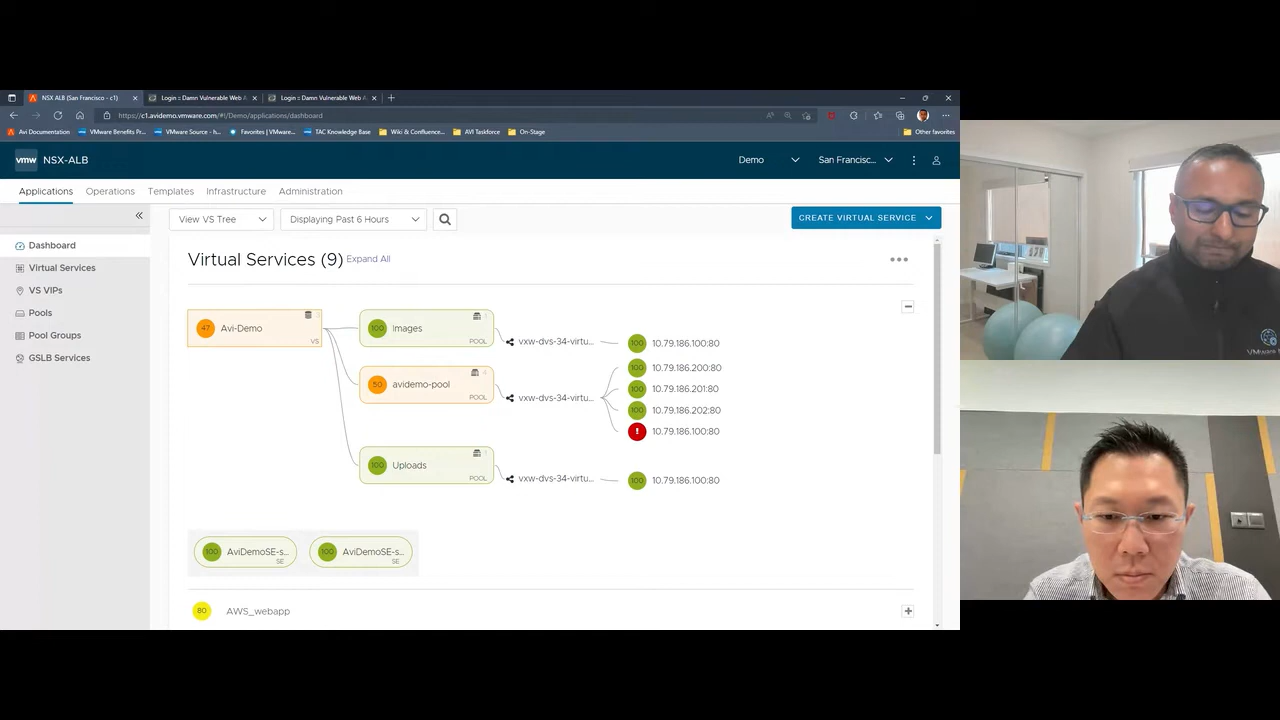 NSX ALB (San Francisco - c1)
Login :: Damn Vulnerable Web A
Login :: Damn Vulnerable Web A
https://c1.avidemo.vmware.com/#!/Demo/applications/dashboard
Avi Documentation
VMware Benefits Pr...
VMware Source - h...
Favorites | VMware...
TAC Knowledge Base
Wiki & Confluence...
AVI Taskforce
On-Stage
Other favorites
vmw NSX-ALB
Demo
San Francisc...
Applications
Operations
Templates
Infrastructure
Administration
Dashboard
Virtual Services
VS VIPs
Pools
Pool Groups
GSLB Services
View VS Tree
Displaying Past 6 Hours
CREATE VIRTUAL SERVICE
Virtual Services (9) Expand All
47 Avi-Demo
3
VS
100 Images
1
POOL
vxw-dvs-34-virtu...
100 10.79.186.100:80
50 avidemo-pool
4
POOL
vxw-dvs-34-virtu...
100 10.79.186.200:80
100 10.79.186.201:80
100 10.79.186.202:80
! 10.79.186.100:80
100 Uploads
1
POOL
vxw-dvs-34-virtu...
100 10.79.186.100:80
100 AviDemoSE-s...
SE
100 AviDemoSE-s...
SE
80 AWS_webapp